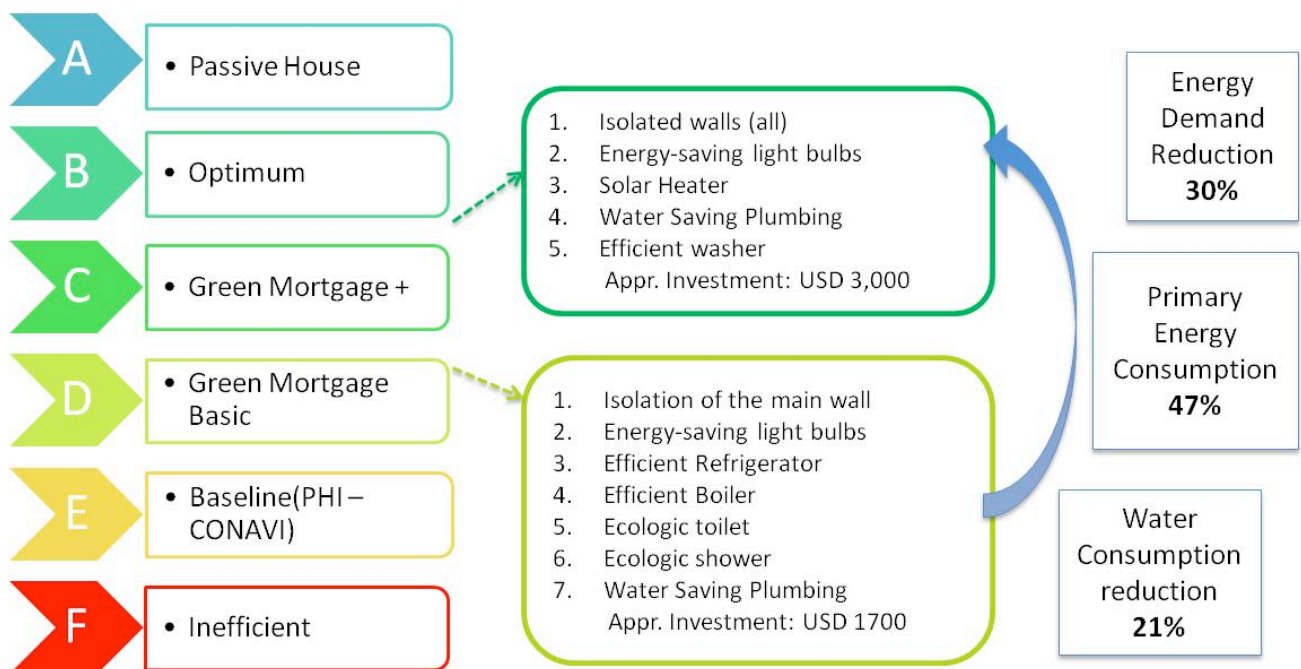 A
• Passive House
B
• Optimum
C
• Green Mortgage +
D
• Green Mortgage
Basic
E
• Baseline(PHI –
CONAVI)
F
• Inefficient
1. Isolated walls (all)
2. Energy-saving light bulbs
3. Solar Heater
4. Water Saving Plumbing
5. Efficient washer
Appr. Investment: USD 3,000
1. Isolation of the main wall
2. Energy-saving light bulbs
3. Efficient Refrigerator
4. Efficient Boiler
5. Ecologic toilet
6. Ecologic shower
7. Water Saving Plumbing
Appr. Investment: USD 1700
Energy
Demand
Reduction
30%
Primary
Energy
Consumption
47%
Water
Consumption
reduction
21%